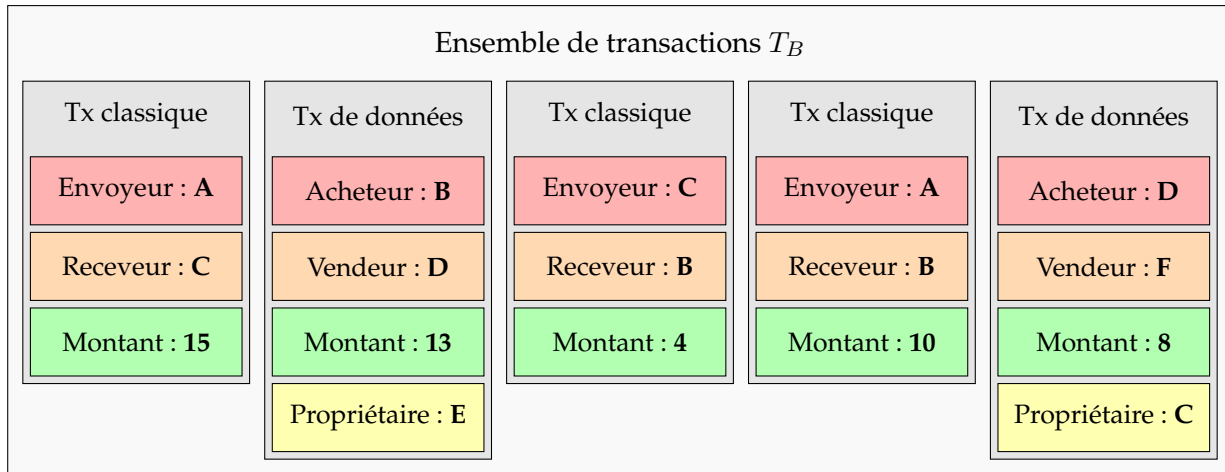 Ensemble de transactions T_B
Tx classique
Envoyeur : A
Receveur : C
Montant : 15
Tx de données
Acheteur : B
Vendeur : D
Montant : 13
Propriétaire : E
Tx classique
Envoyeur : C
Receveur : B
Montant : 4
Tx classique
Envoyeur : A
Receveur : B
Montant : 10
Tx de données
Acheteur : D
Vendeur : F
Montant : 8
Propriétaire : C